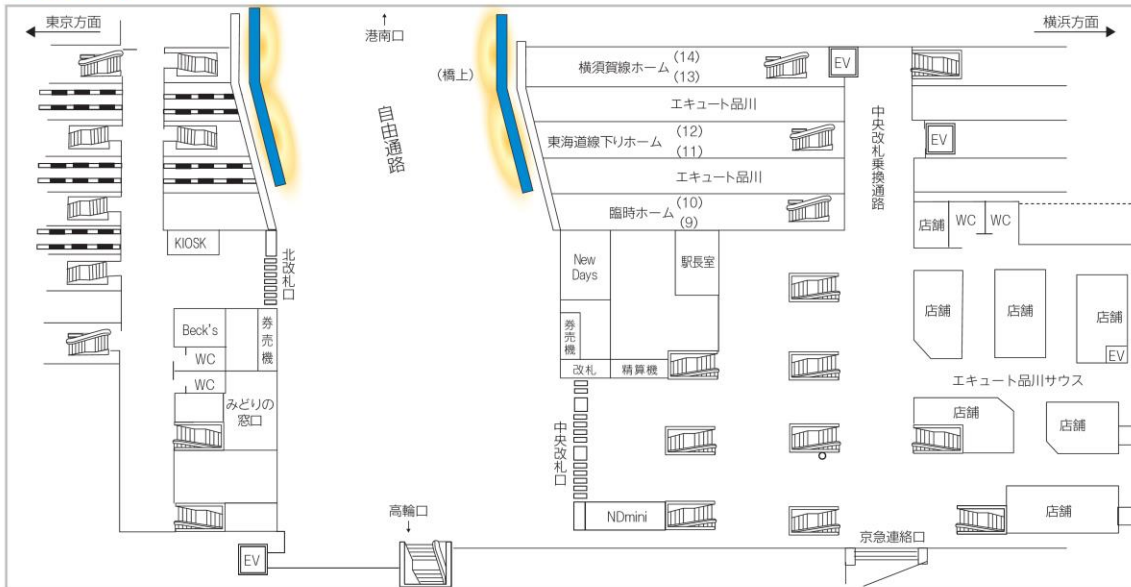 東京方面
港南口
横浜方面
(橋上)
自由通路
横須賀線ホーム
(14)
(13)
EV
エキュート品川
東海道線下りホーム
(12)
(11)
エキュート品川
臨時ホーム
(10)
(9)
中央改札乗換通路
EV
店舗
WC
WC
KIOSK
北改札口
New
Days
駅長室
Beck's
券売機
WC
WC
みどりの
窓口
券売機
改札
精算機
中央改札口
NDmini
店舗
店舗
店舗
EV
エキュート品川サウス
店舗
店舗
店舗
高輪口
EV
京急連絡口